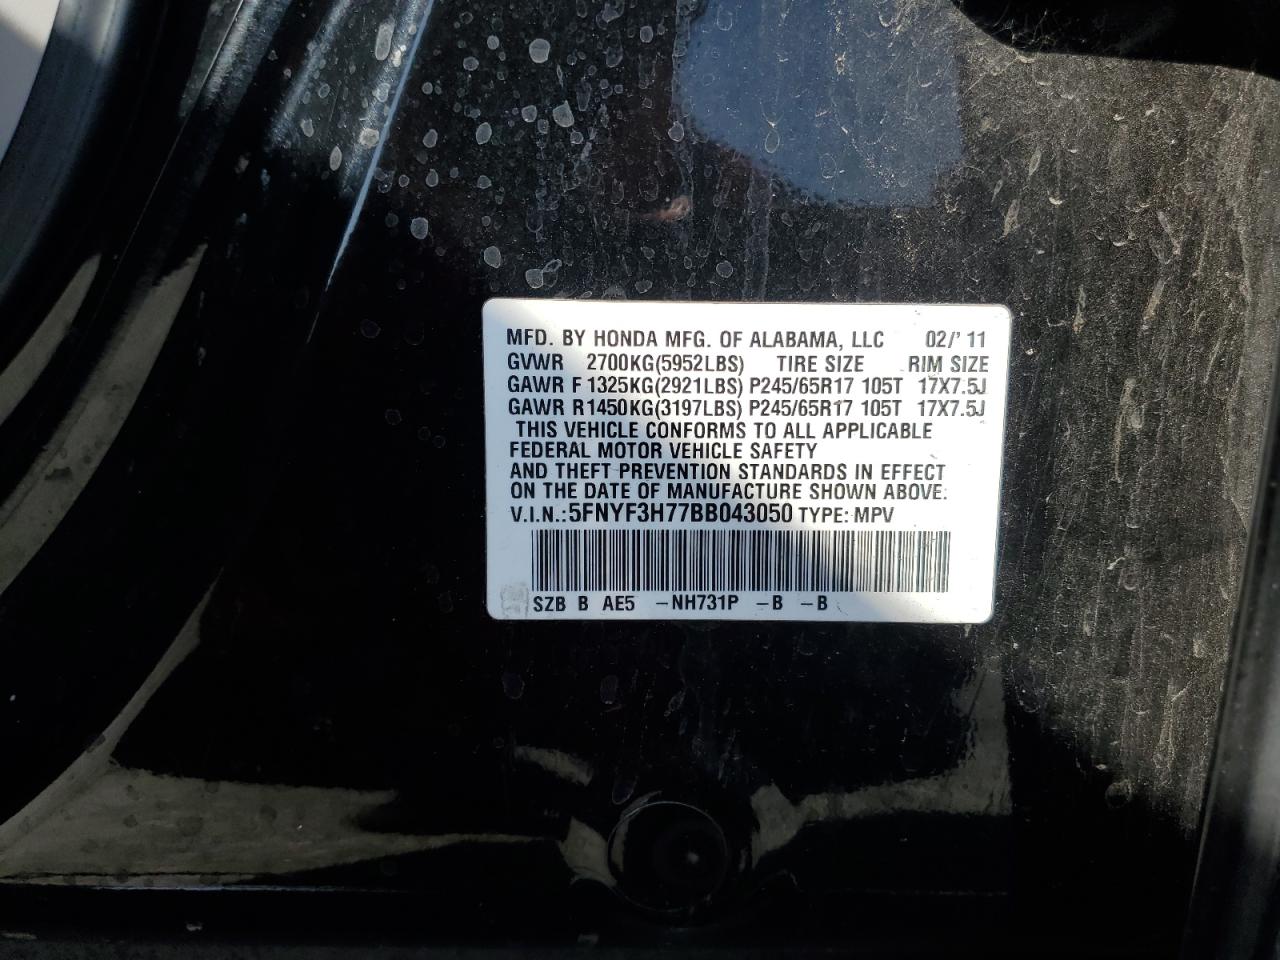 MFD. BY HONDA MFG. OF ALABAMA, LLC 02/'11
GVWR 2700KG(5952LBS) TIRE SIZE RIM SIZE
GAWR F 1325KG(2921LBS) P245/65R17 105T 17X7.5J
GAWR R1450KG(3197LBS) P245/65R17 105T 17X7.5J
THIS VEHICLE CONFORMS TO ALL APPLICABLE
FEDERAL MOTOR VEHICLE SAFETY
AND THEFT PREVENTION STANDARDS IN EFFECT
ON THE DATE OF MANUFACTURE SHOWN ABOVE.
V.I.N.:5FNYF3H77BB043050 TYPE: MPV
SZB B AE5 -NH731P -B -B